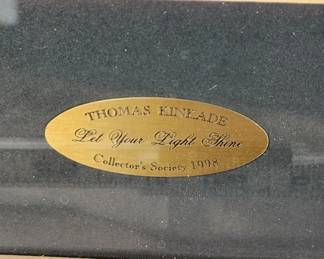 THOMAS KINKADE
Let Your Light Shine
Collector's Society 1998